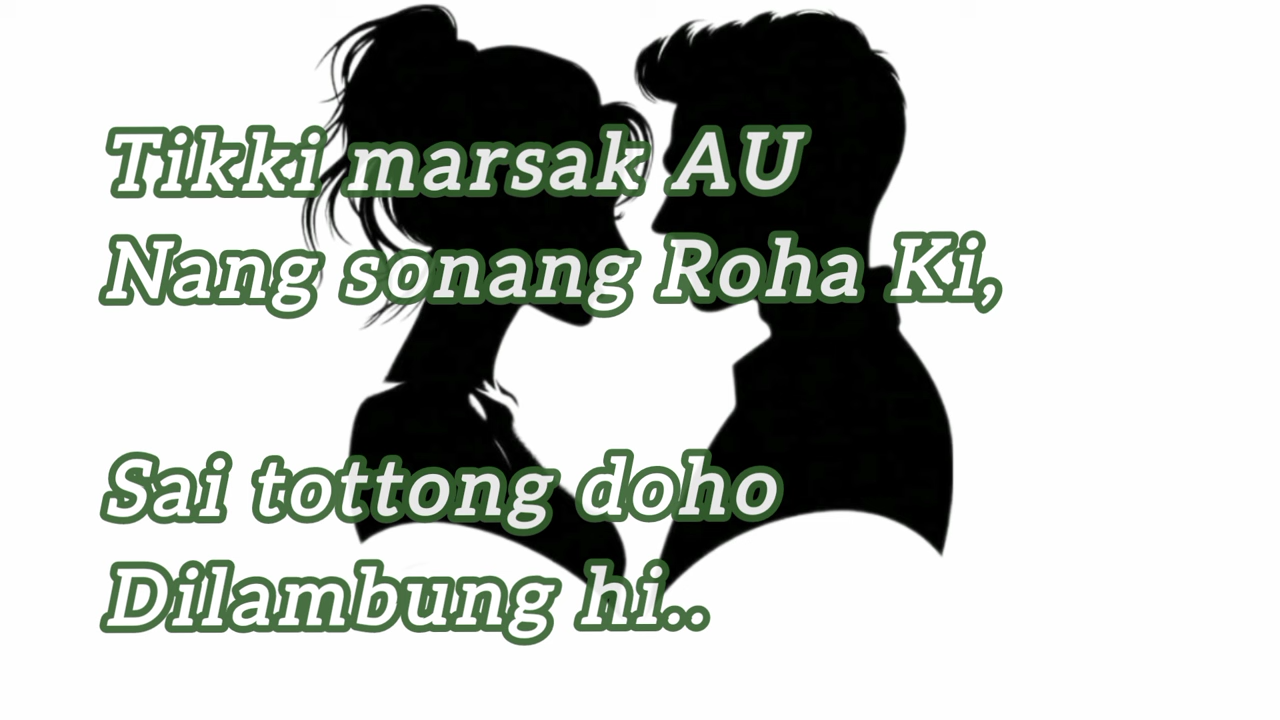 Tikki marsak AU
Nang sonang Roha Ki,
Sai tottong doho
Dilambung hi..